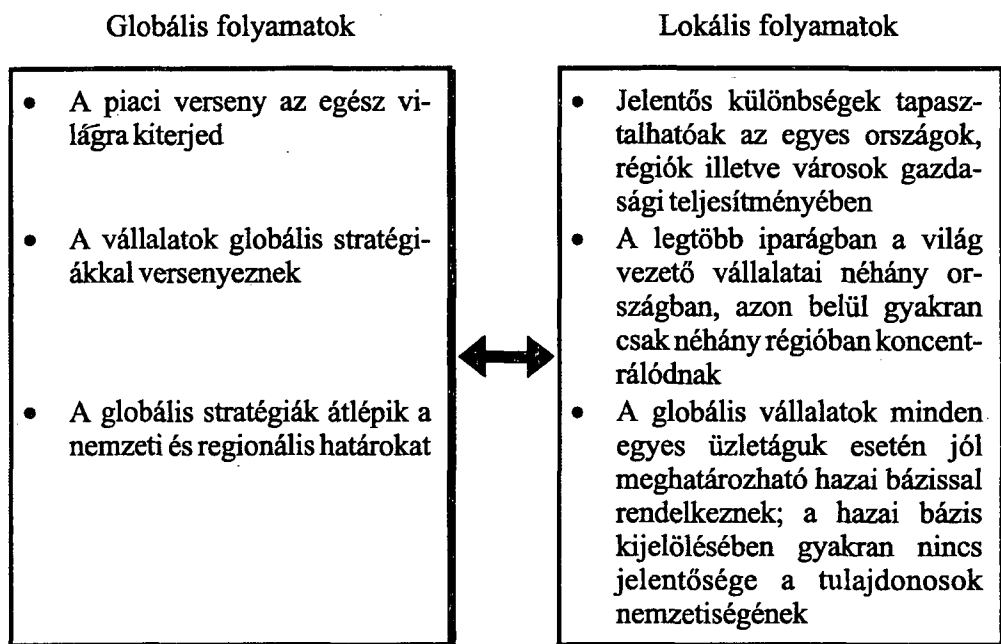 Globális folyamatok
• A piaci verseny az egész vi-
lágra kiterjed
• A vállalatok globális stratégi-
ákkal versenyeznek
• A globális stratégiák átlépik a
nemzeti és regionális határokat
Lokális folyamatok
• Jelentős különbségek tapasz-
talhatóak az egyes országok,
régiók illetve városok gazda-
sági teljesítményében
• A legtöbb iparágban a világ
vezető vállalatai néhány or-
szágban, azon belül gyakran
csak néhány régióban koncent-
rálódnak
• A globális vállalatok minden
egyes üzletáguk esetén jól
meghatározható hazai bázissal
rendelkeznek; a hazai bázis
kijelölésében gyakran nincs
jelentősége a tulajdonosok
nemzetiségének